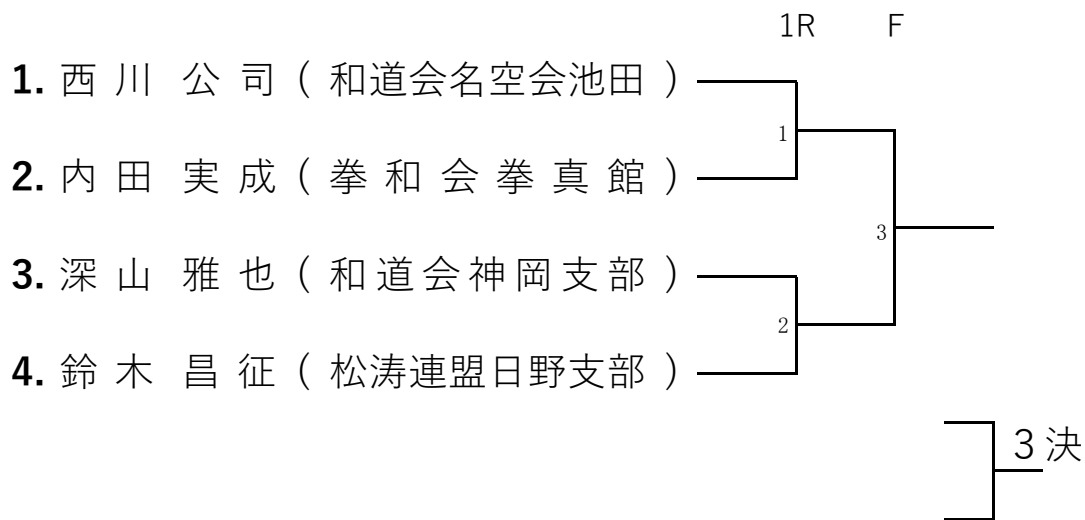 1R F
1. 西川 公司 ( 和道会名空会池田 )
1
2. 内田 実成 ( 拳和会拳真館 )
3
3. 深山 雅也 ( 和道会神岡支部 )
2
4. 鈴木 昌征 ( 松涛連盟日野支部 )
3決